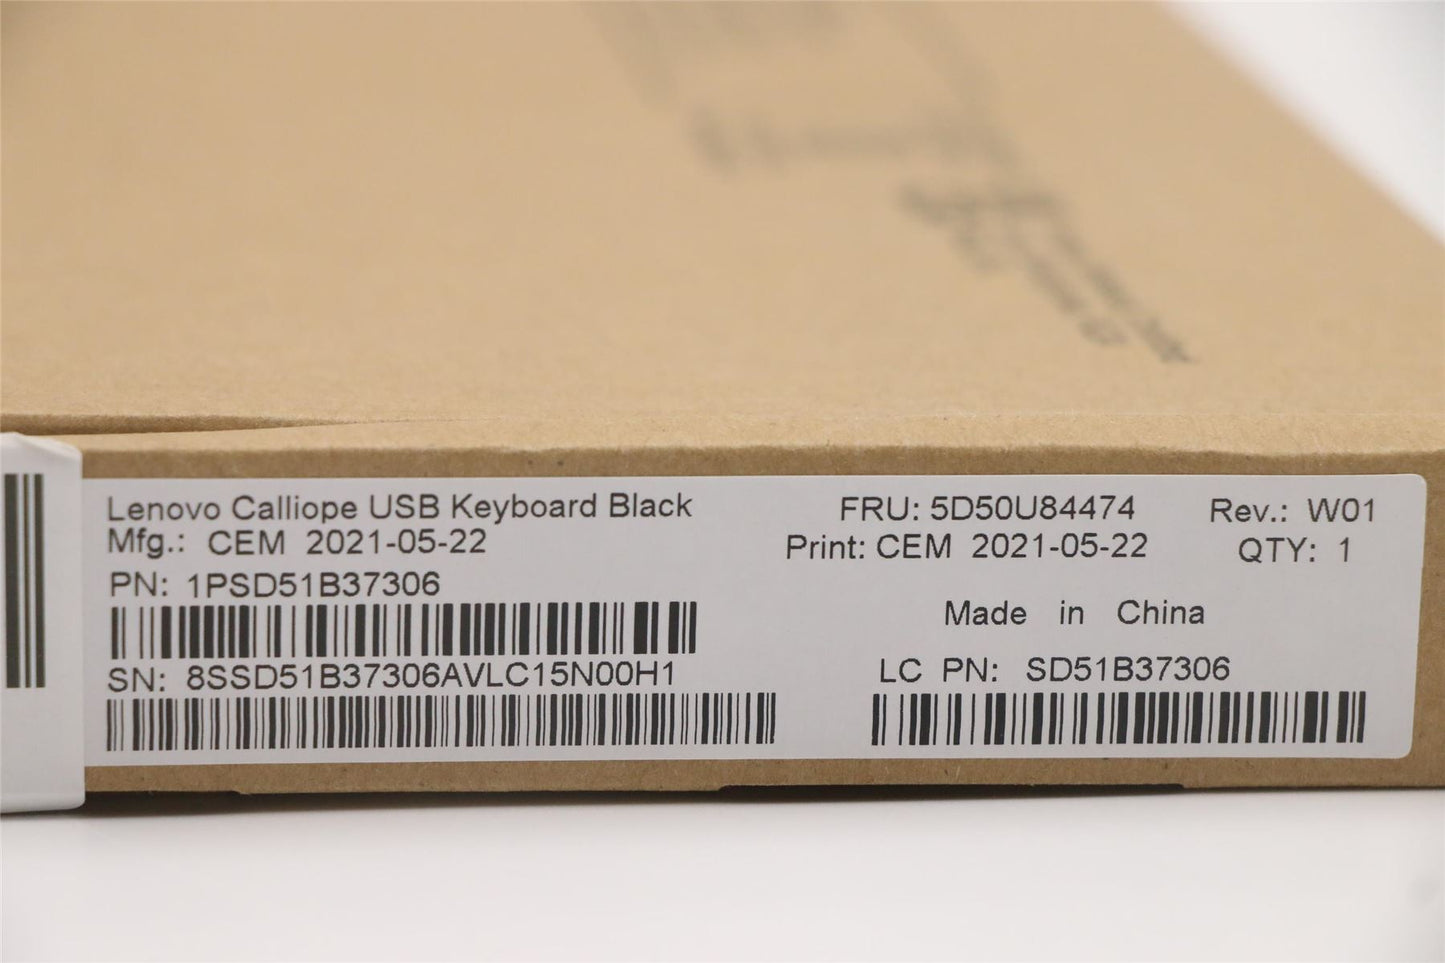 Lenovo Calliope USB Keyboard Black
Mfg.: CEM 2021-05-22
PN: 1PSD51B37306
SN: 8SSD51B37306AVLC15N00H1
FRU: 5D50U84474 Rev.: W01
Print: CEM 2021-05-22 QTY: 1
Made in China
LC PN: SD51B37306